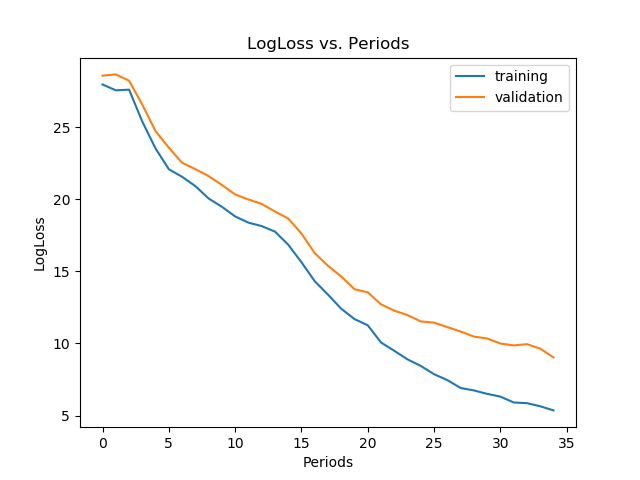 LogLoss vs. Periods
training
validation
LogLoss
25
20
15
10
5
0 5 10 15 20 25 30 35
Periods